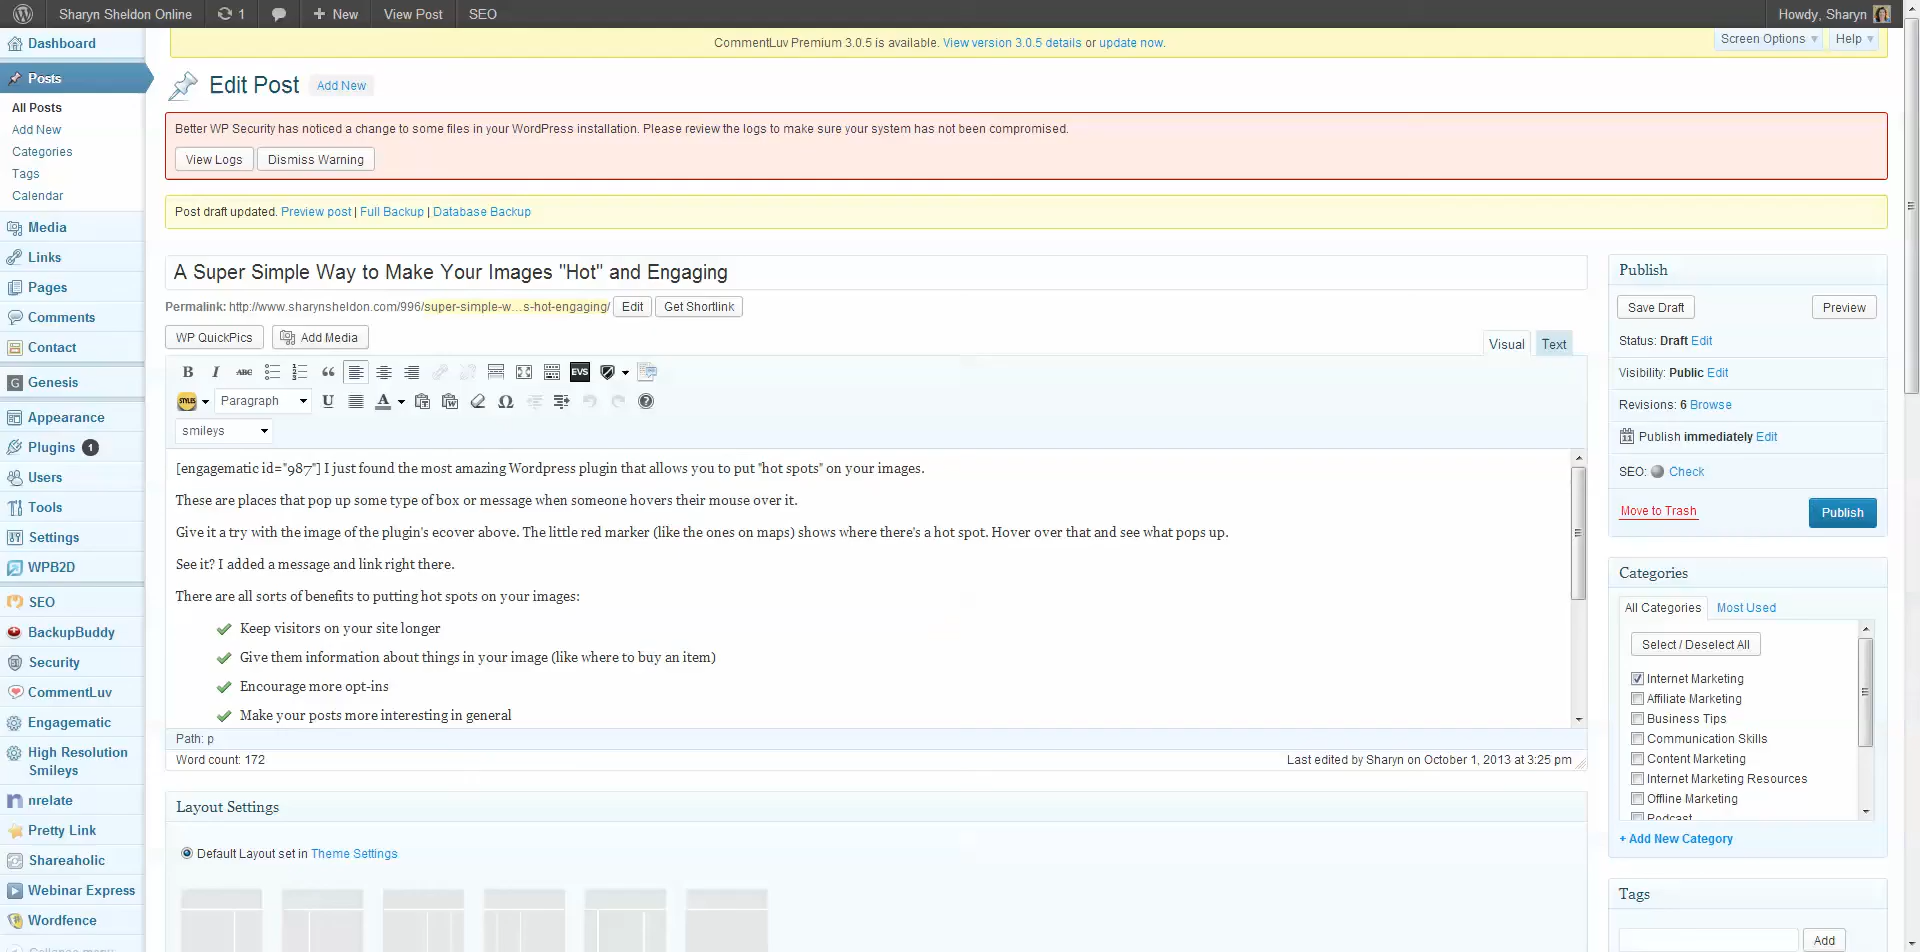 Sharyn Sheldon Online
1
New
View Post
SEO
Howdy, Sharyn
Dashboard
Posts
All Posts
Add New
Categories
Tags
Calendar
Media
Links
Pages
Comments
Contact
G Genesis
Appearance
Plugins 1
Users
Tools
Settings
WPB2D
SEO
BackupBuddy
Security
CommentLuv
Engagematic
High Resolution
Smileys
nrelate
Pretty Link
Shareaholic
Webinar Express
Wordfence
CommentLuv Premium 3.0.5 is available. View version 3.0.5 details or update now.
Screen Options
Help
Edit Post
Add New
Better WP Security has noticed a change to some files in your WordPress installation. Please review the logs to make sure your system has not been compromised.
View Logs
Dismiss Warning
Post draft updated. Preview post | Full Backup | Database Backup
A Super Simple Way to Make Your Images "Hot" and Engaging
Permalink: http://www.sharynsheldon.com/996/super-simple-w…s-hot-engaging/
Edit
Get Shortlink
WP QuickPics
Add Media
Visual
Text
B I ABC
EVS
STYLES
Paragraph
U
A
smileys
[engagematic id="987"] I just found the most amazing Wordpress plugin that allows you to put "hot spots" on your images.
These are places that pop up some type of box or message when someone hovers their mouse over it.
Give it a try with the image of the plugin's ecover above. The little red marker (like the ones on maps) shows where there's a hot spot. Hover over that and see what pops up.
See it? I added a message and link right there.
There are all sorts of benefits to putting hot spots on your images:
Keep visitors on your site longer
Give them information about things in your image (like where to buy an item)
Encourage more opt-ins
Make your posts more interesting in general
Path: p
Word count: 172
Last edited by Sharyn on October 1, 2013 at 3:25 pm
Layout Settings
Default Layout set in Theme Settings
Publish
Save Draft
Preview
Status: Draft Edit
Visibility: Public Edit
Revisions: 6 Browse
Publish immediately Edit
SEO: Check
Move to Trash
Publish
Categories
All Categories
Most Used
Select / Deselect All
Internet Marketing
Affiliate Marketing
Business Tips
Communication Skills
Content Marketing
Internet Marketing Resources
Offline Marketing
Podcast
+ Add New Category
Tags
Add